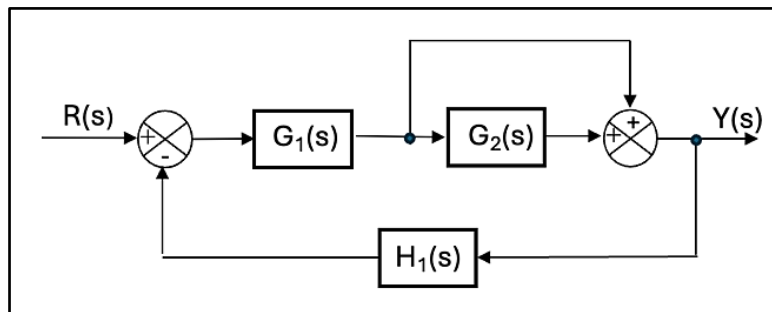 R(s)
+
-
G₁(s)
G₂(s)
+
+
Y(s)
H₁(s)